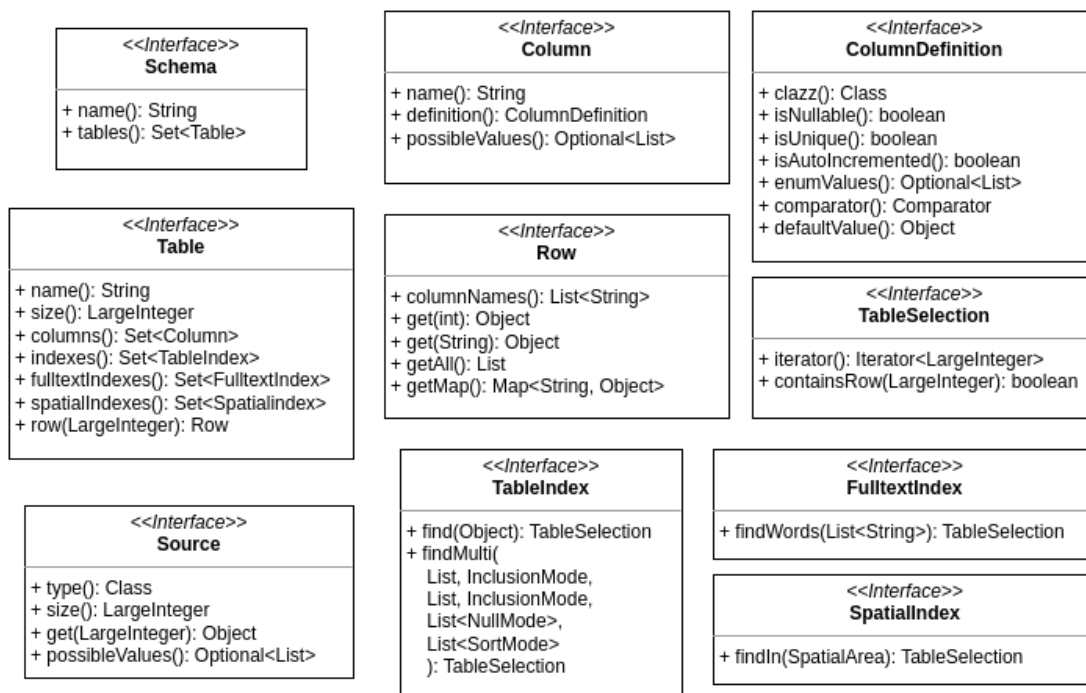 <<Interface>>
Schema
+ name(): String
+ tables(): Set<Table>
<<Interface>>
Column
+ name(): String
+ definition(): ColumnDefinition
+ possibleValues(): Optional<List>
<<Interface>>
ColumnDefinition
+ clazz(): Class
+ isNullable(): boolean
+ isUnique(): boolean
+ isAutoIncremented(): boolean
+ enumValues(): Optional<List>
+ comparator(): Comparator
+ defaultValue(): Object
<<Interface>>
Table
+ name(): String
+ size(): LargeInteger
+ columns(): Set<Column>
+ indexes(): Set<TableIndex>
+ fulltextIndexes(): Set<FulltextIndex>
+ spatialIndexes(): Set<Spatialindex>
+ row(LargeInteger): Row
<<Interface>>
Row
+ columnNames(): List<String>
+ get(int): Object
+ get(String): Object
+ getAll(): List
+ getMap(): Map<String, Object>
<<Interface>>
TableSelection
+ iterator(): Iterator<LargeInteger>
+ containsRow(LargeInteger): boolean
<<Interface>>
Source
+ type(): Class
+ size(): LargeInteger
+ get(LargeInteger): Object
+ possibleValues(): Optional<List>
<<Interface>>
TableIndex
+ find(Object): TableSelection
+ findMulti(
List, InclusionMode,
List, InclusionMode,
List<NullMode>,
List<SortMode>
): TableSelection
<<Interface>>
FulltextIndex
+ findWords(List<String>): TableSelection
<<Interface>>
SpatialIndex
+ findIn(SpatialArea): TableSelection